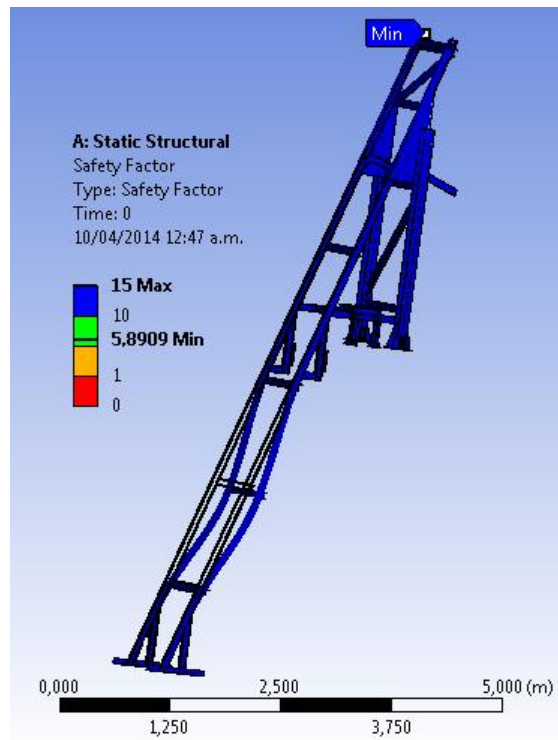 Min
A: Static Structural
Safety Factor
Type: Safety Factor
Time: 0
10/04/2014 12:47 a.m.
15 Max
10
5,8909 Min
1
0
0,000 2,500 5,000 (m)
1,250 3,750